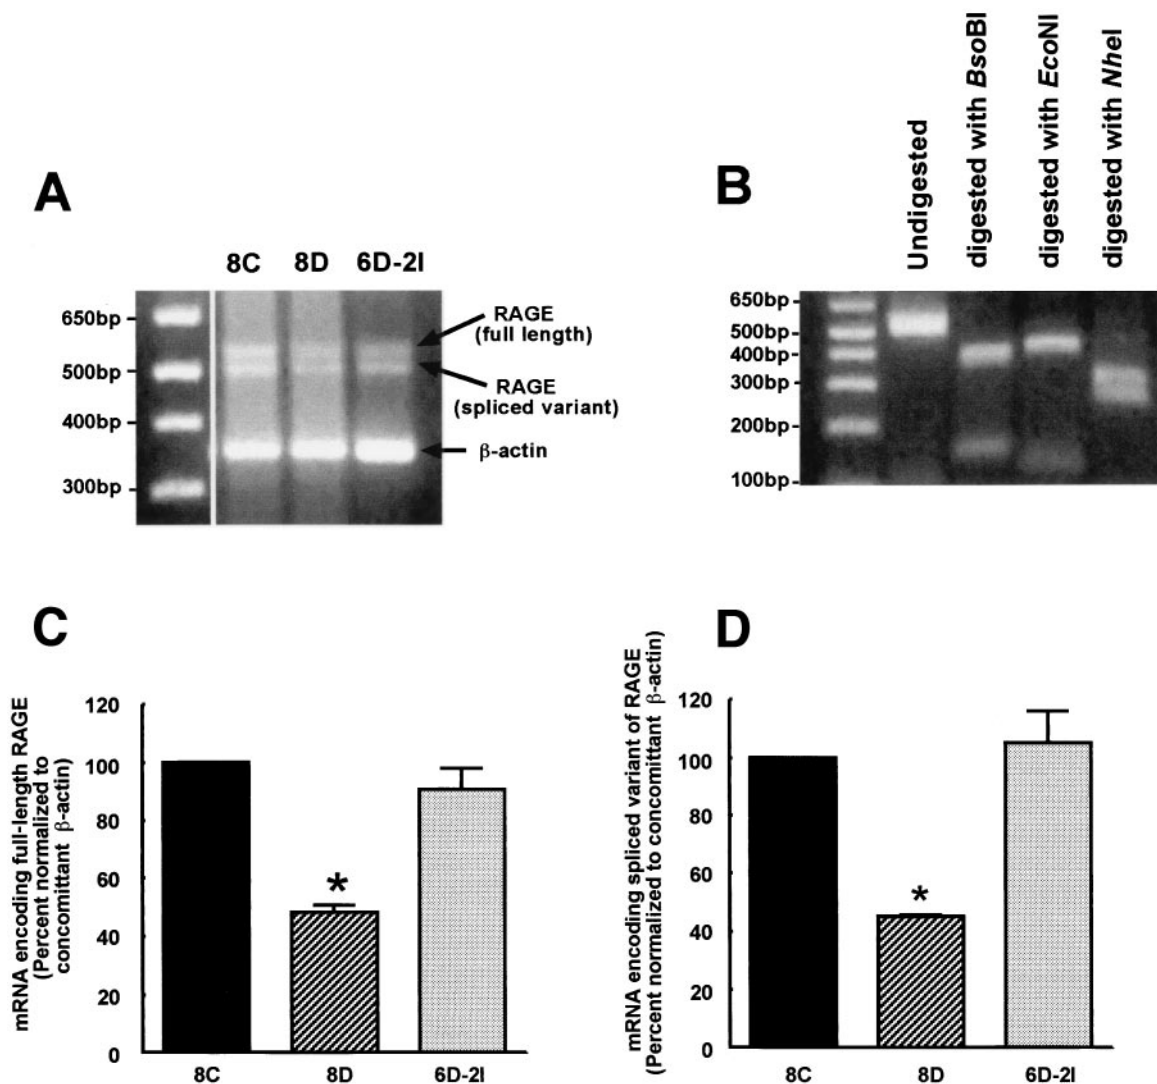 A
8C 8D 6D-2I
650bp
500bp
400bp
300bp
RAGE
(full length)
RAGE
(spliced variant)
β-actin
B
Undigested
digested with BsoBI
digested with EcoNI
digested with NheI
650bp
500bp
400bp
300bp
200bp
100bp
C
mRNA encoding full-length RAGE
(Percent normalized to
concomittant β-actin)
120
100
80
60
40
20
0
*
8C 8D 6D-2I
D
mRNA encoding spliced variant of RAGE
(Percent normalized to concomittant β-actin)
120
100
80
60
40
20
0
*
8C 8D 6D-2I